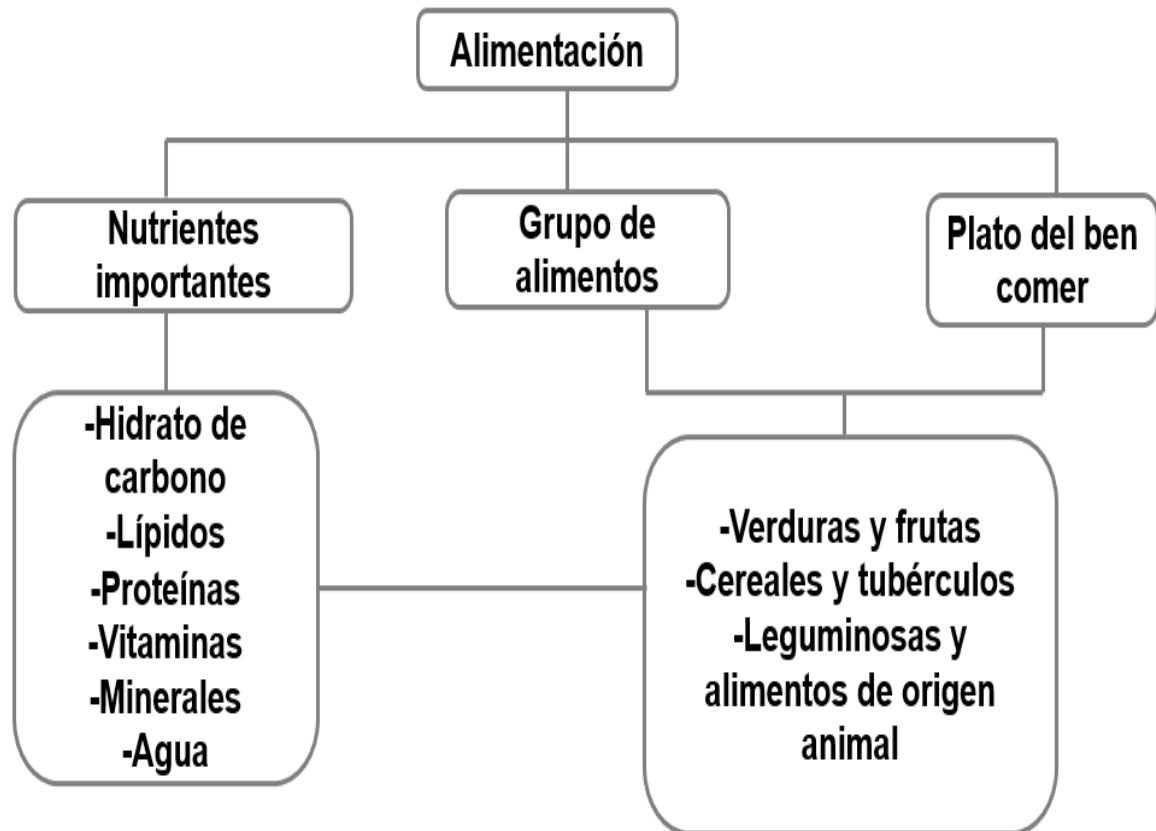 Alimentación
Nutrientes
importantes
Grupo de
alimentos
Plato del ben
comer
-Hidrato de
carbono
-Lípidos
-Proteínas
-Vitaminas
-Minerales
-Agua
-Verduras y frutas
-Cereales y tubérculos
-Leguminosas y
alimentos de origen
animal